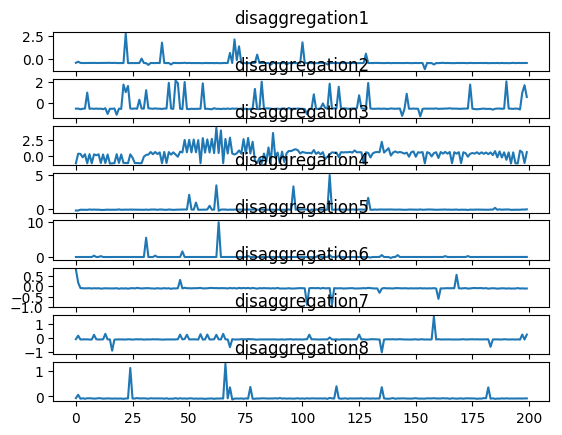 disaggregation1
2.5
0.0
disaggregation2
2
0
disaggregation3
2.5
0.0
disaggregation4
5
0
disaggregation5
10
0
disaggregation6
0.5
0.0
−0.5
−1.0
disaggregation7
1
0
−1
disaggregation8
1
0
0 25 50 75 100 125 150 175 200